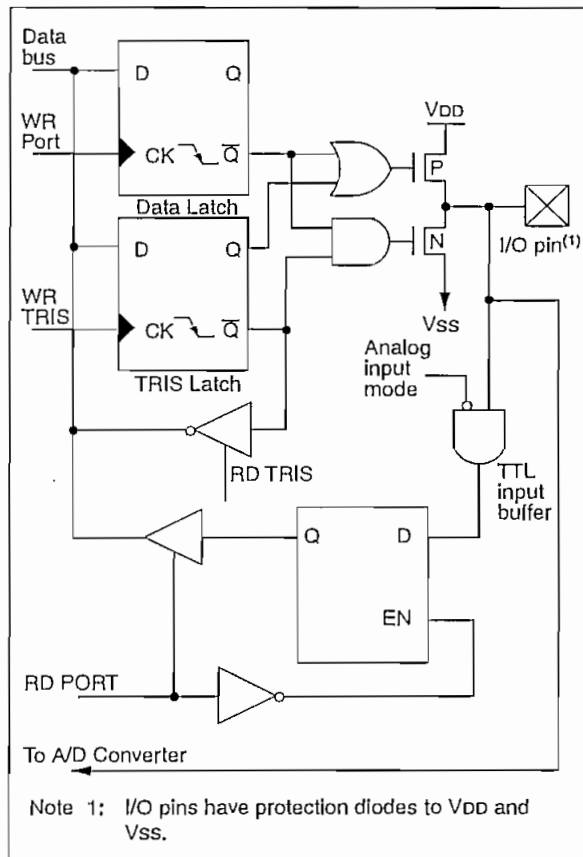 Data
bus
D Q
WR
Port
CK Q
Data Latch
VDD
P
I/O pin(1)
D Q
N
WR
TRIS
CK Q
TRIS Latch
VSS
Analog
input
mode
RD TRIS
TTL
input
buffer
Q D
EN
RD PORT
To A/D Converter
Note 1: I/O pins have protection diodes to VDD and
VSS.